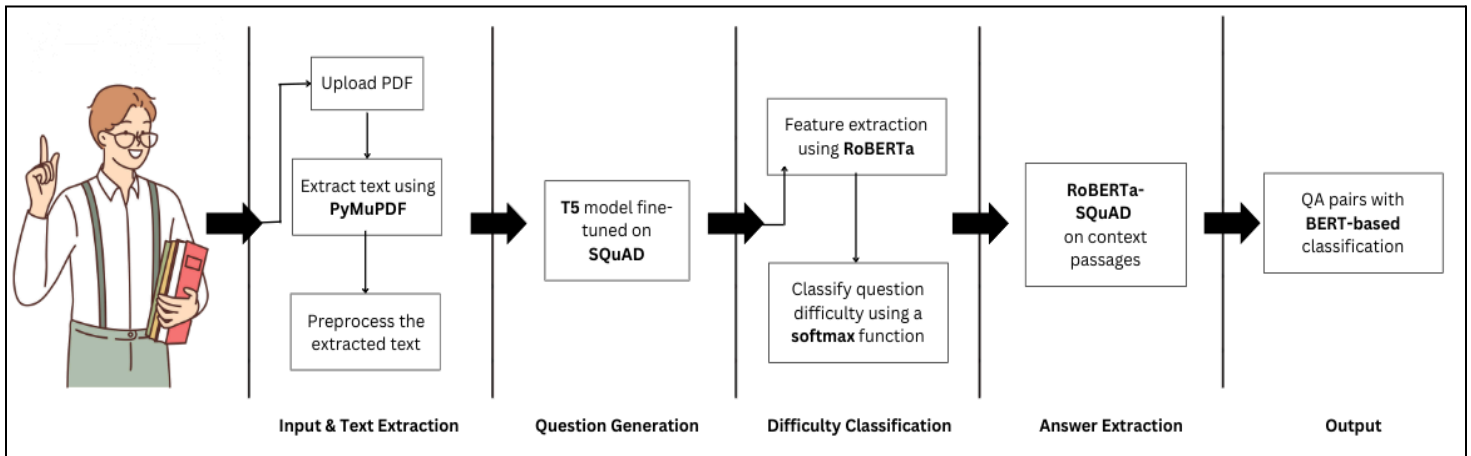 Upload PDF
Extract text using
PyMuPDF
Preprocess the
extracted text
Input & Text Extraction
T5 model fine-
tuned on
SQuAD
Question Generation
Feature extraction
using RoBERTa
Classify question
difficulty using a
softmax function
Difficulty Classification
RoBERTa-
SQuAD
on context
passages
Answer Extraction
QA pairs with
BERT-based
classification
Output